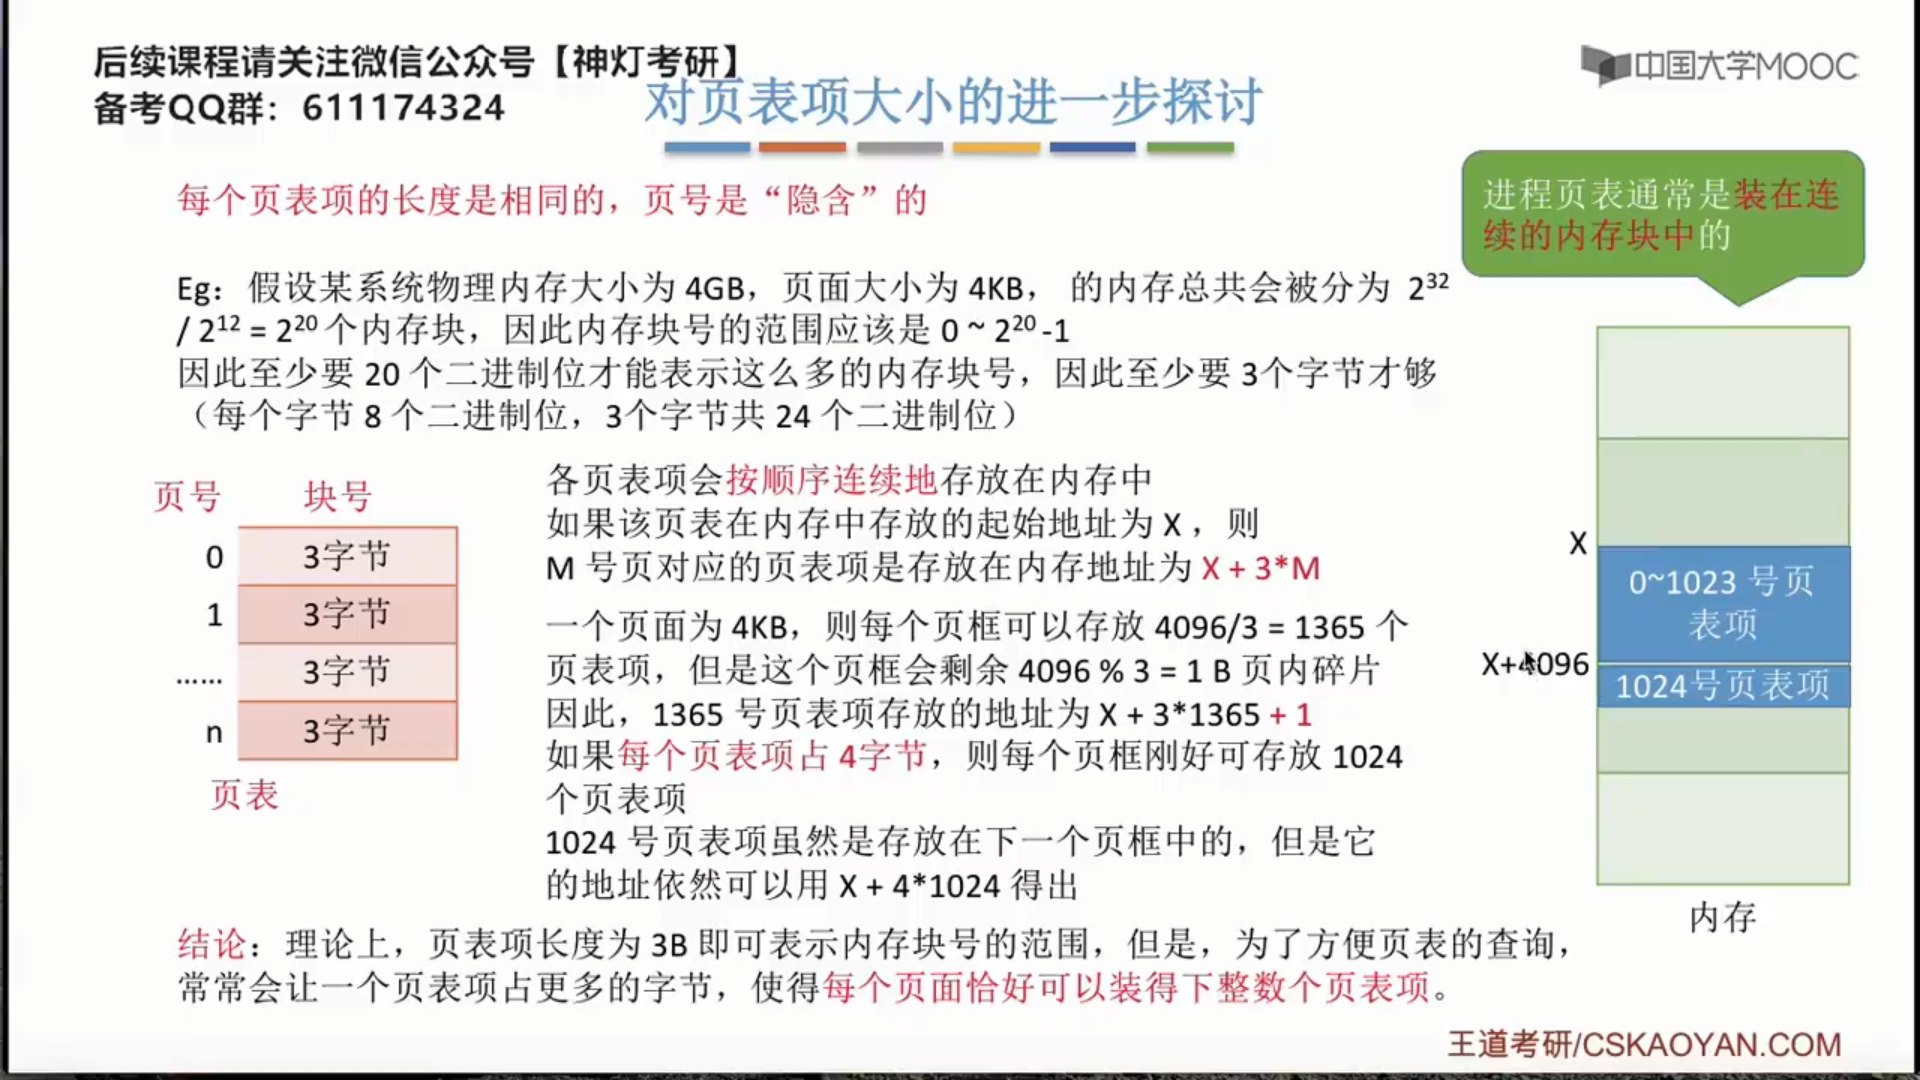 后续课程请关注微信公众号【神灯考研】
备考QQ群：611174324
中国大学MOOC
对页表项大小的进一步探讨
每个页表项的长度是相同的，页号是“隐含”的
进程页表通常是装在连
续的内存块中的
Eg：假设某系统物理内存大小为 4GB，页面大小为 4KB， 的内存总共会被分为 2³²
/ 2¹² = 2²⁰ 个内存块，因此内存块号的范围应该是 0 ~ 2²⁰ -1
因此至少要 20 个二进制位才能表示这么多的内存块号，因此至少要 3个字节才够
（每个字节 8 个二进制位，3个字节共 24 个二进制位）
页号 块号
0 3字节
1 3字节
…… 3字节
n 3字节
页表
各页表项会按顺序连续地存放在内存中
如果该页表在内存中存放的起始地址为 X ，则
M 号页对应的页表项是存放在内存地址为 X + 3*M
一个页面为 4KB，则每个页框可以存放 4096/3 = 1365 个
页表项，但是这个页框会剩余 4096 % 3 = 1 B 页内碎片
因此，1365 号页表项存放的地址为 X + 3*1365 + 1
如果每个页表项占 4字节，则每个页框刚好可存放 1024
个页表项
1024 号页表项虽然是存放在下一个页框中的，但是它
的地址依然可以用 X + 4*1024 得出
X
0~1023 号页
表项
X+4096
1024号页表项
内存
结论：理论上，页表项长度为 3B 即可表示内存块号的范围，但是，为了方便页表的查询，
常常会让一个页表项占更多的字节，使得每个页面恰好可以装得下整数个页表项。
王道考研/CSKAOYAN.COM